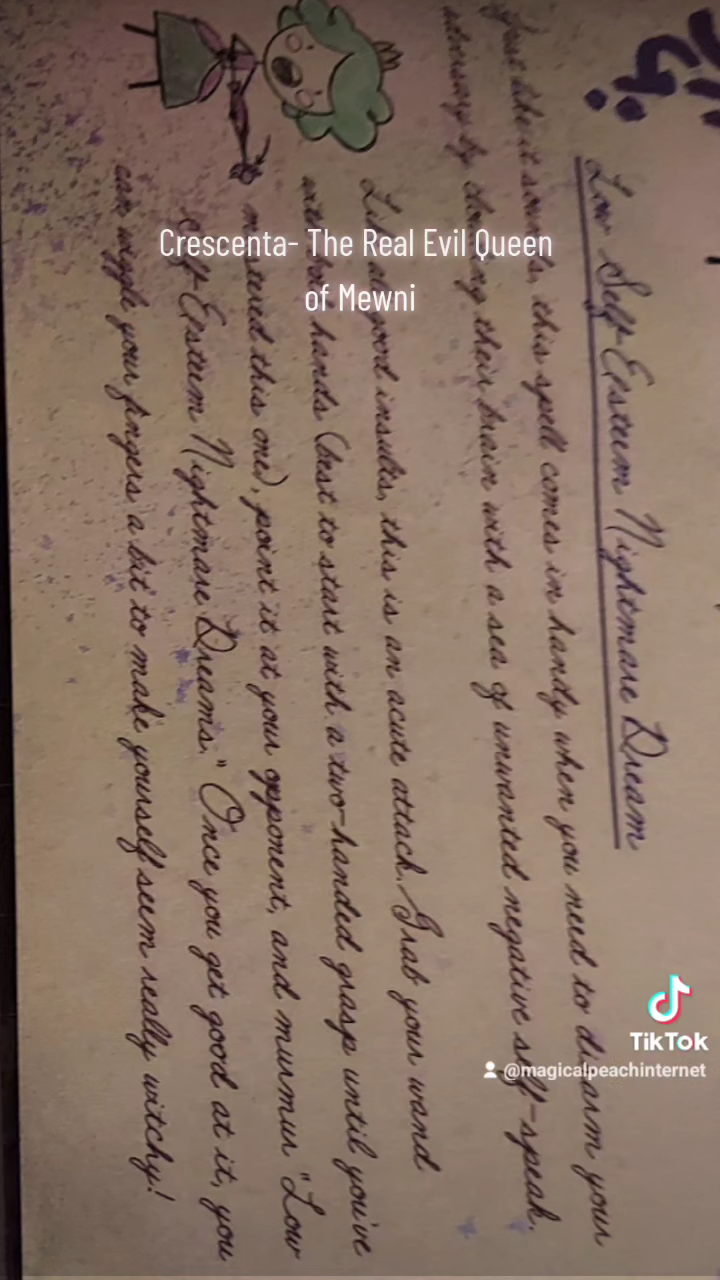 Crescenta- The Real Evil Queen
of Mewni
Low Self-Esteem Nightmare Dream
Just like it sounds, this spell comes in handy when you need to disarm your
adversary by clouding their brain with a sea of unwanted negative self-speak.
Like all good insults, this is an acute attack. Grab your wand
with both hands (best to start with a two-handed grasp until you've
mastered this one), point it at your opponent, and murmur "Low
Self-Esteem Nightmare Dreams." Once you get good at it, you
can wiggle your fingers a bit to make yourself seem really witchy!
TikTok
@magicalpeachinternet